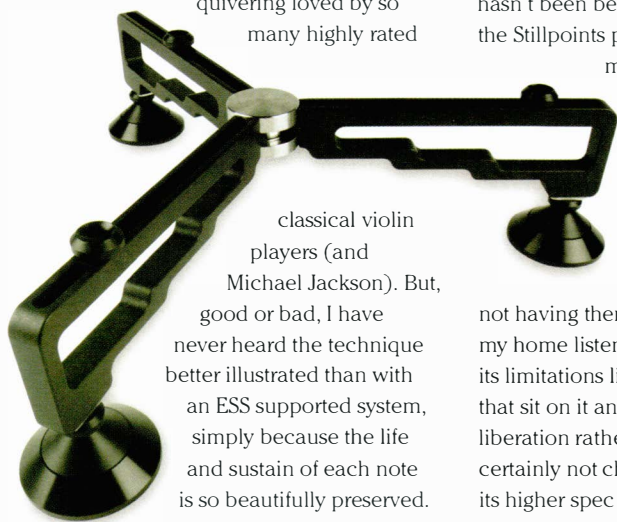 quivering loved by so
many highly rated
classical violin
players (and
Michael Jackson). But,
good or bad, I have
never heard the technique
better illustrated than with
an ESS supported system,
simply because the life
and sustain of each note
is so beautifully preserved.
hasn't been be
the Stillpoints p
m
not having ther
my home listen
its limitations li
that sit on it an
liberation rathe
certainly not ch
its higher spec